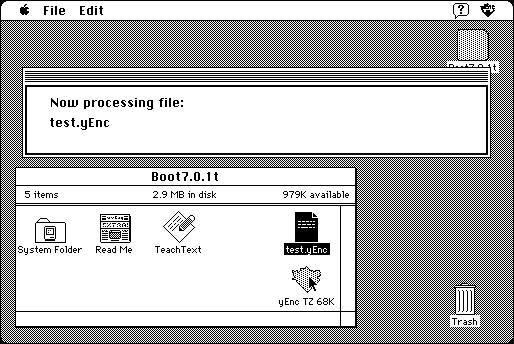 File Edit
Boot7.0.1t
Now processing file:
test.yEnc
Boot7.0.1t
5 items 2.9 MB in disk 979K available
System Folder Read Me TeachText test.yEnc
yEnc TZ 68K
Trash